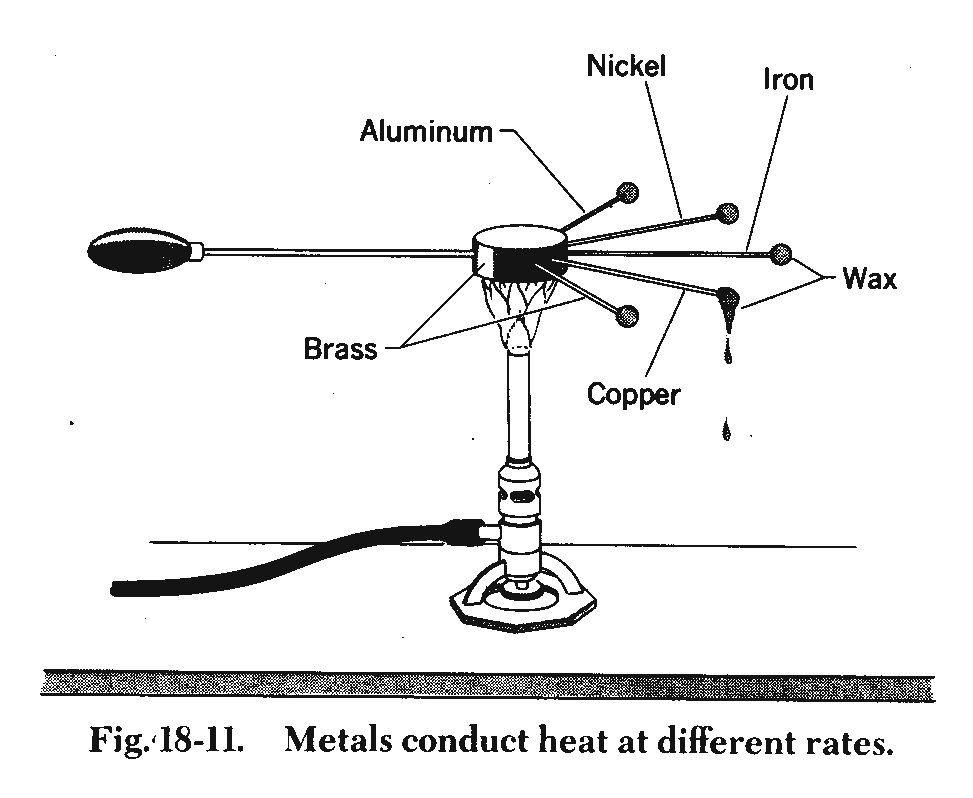 Nickel
Iron
Aluminum
Wax
Brass
Copper
Fig. 18-11. Metals conduct heat at different rates.